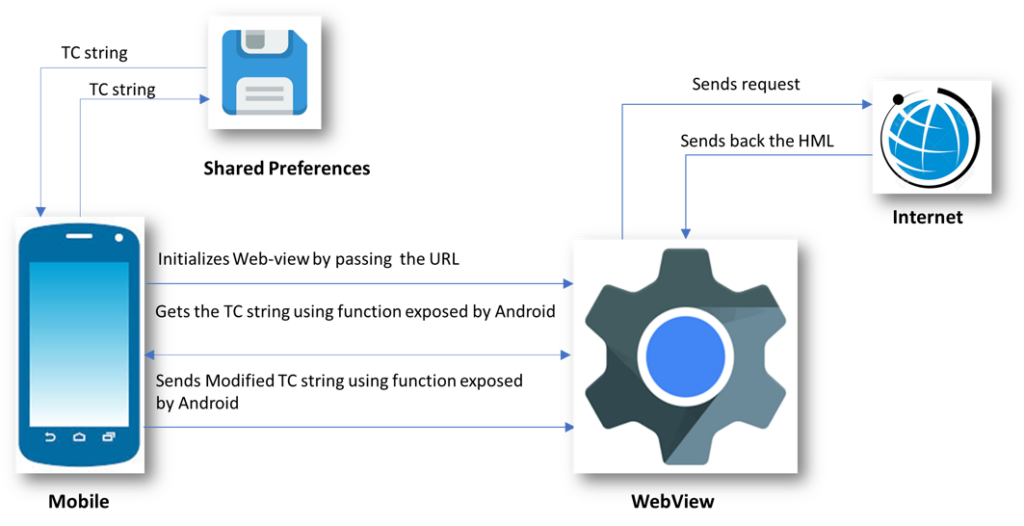 TC string
TC string
Shared Preferences
Sends request
Sends back the HML
Internet
Initializes Web-view by passing the URL
Gets the TC string using function exposed by Android
Sends Modified TC string using function exposed
by Android
Mobile
WebView